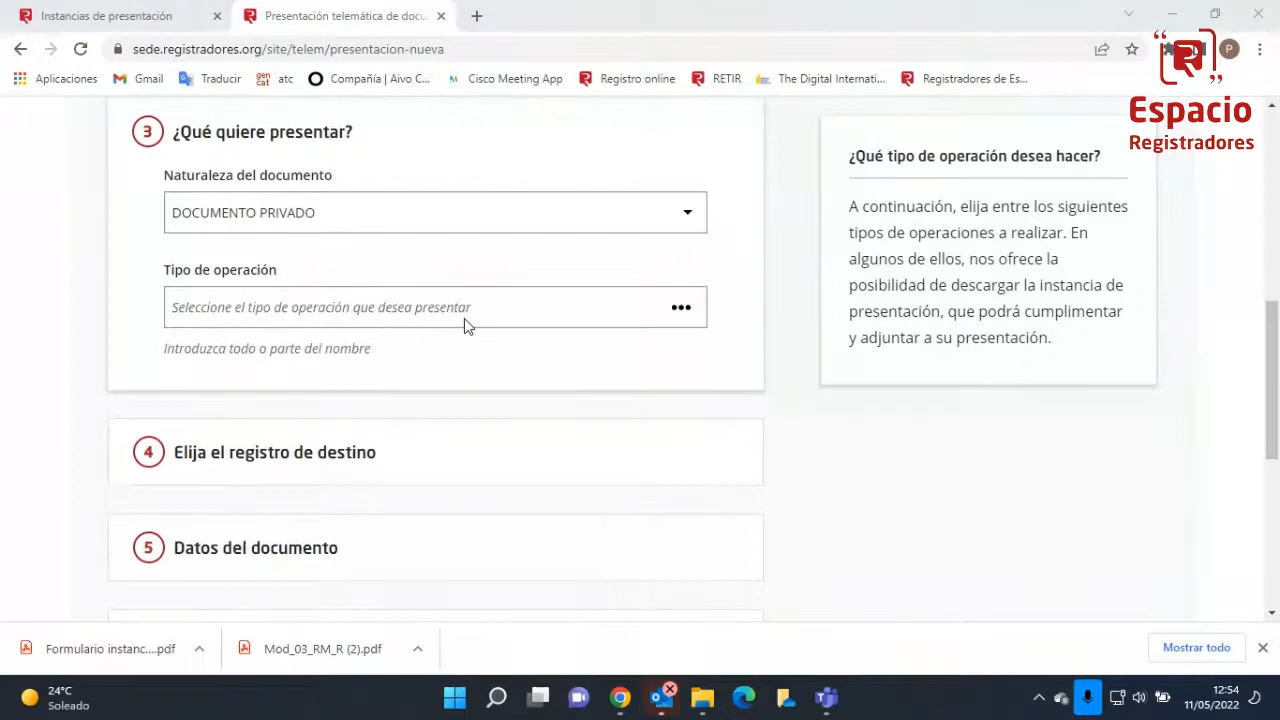 Instancias de presentación
Presentación telemática de docu
sede.registradores.org/site/telem/presentacion-nueva
P
Aplicaciones
Gmail
Traducir
gen cat
atc
Compañía | Aivo C...
Cisco Meeting App
Registro online
RETIR
The Digital Internati...
Registradores de Es...
“ R ”
Espacio
Registradores
3 ¿Qué quiere presentar?
Naturaleza del documento
DOCUMENTO PRIVADO
Tipo de operación
Seleccione el tipo de operación que desea presentar
Introduzca todo o parte del nombre
4 Elija el registro de destino
5 Datos del documento
¿Qué tipo de operación desea hacer?
A continuación, elija entre los siguientes
tipos de operaciones a realizar. En
algunos de ellos, nos ofrece la
posibilidad de descargar la instancia de
presentación, que podrá cumplimentar
y adjuntar a su presentación.
Formulario instanc....pdf
Mod_03_RM_R (2).pdf
Mostrar todo
24°C
Soleado
12:54
11/05/2022